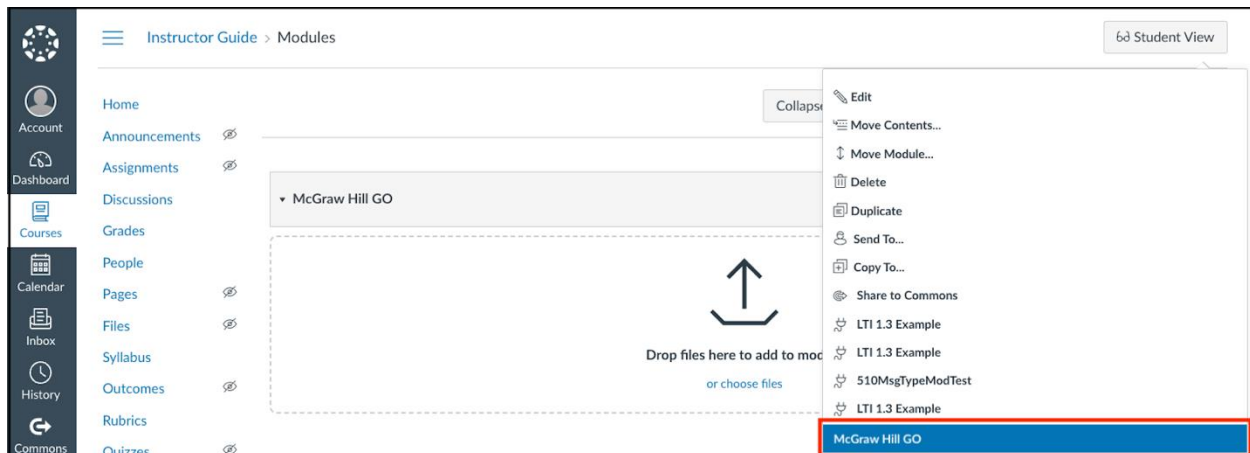 Instructor Guide > Modules
6∂ Student View
Account
Dashboard
Courses
Calendar
Inbox
History
Commons
Home
Announcements
Assignments
Discussions
Grades
People
Pages
Files
Syllabus
Outcomes
Rubrics
Quizzes
Collapse
McGraw Hill GO
Drop files here to add to mod
or choose files
Edit
Move Contents...
Move Module...
Delete
Duplicate
Send To...
Copy To...
Share to Commons
LTI 1.3 Example
LTI 1.3 Example
510MsgTypeModTest
LTI 1.3 Example
McGraw Hill GO